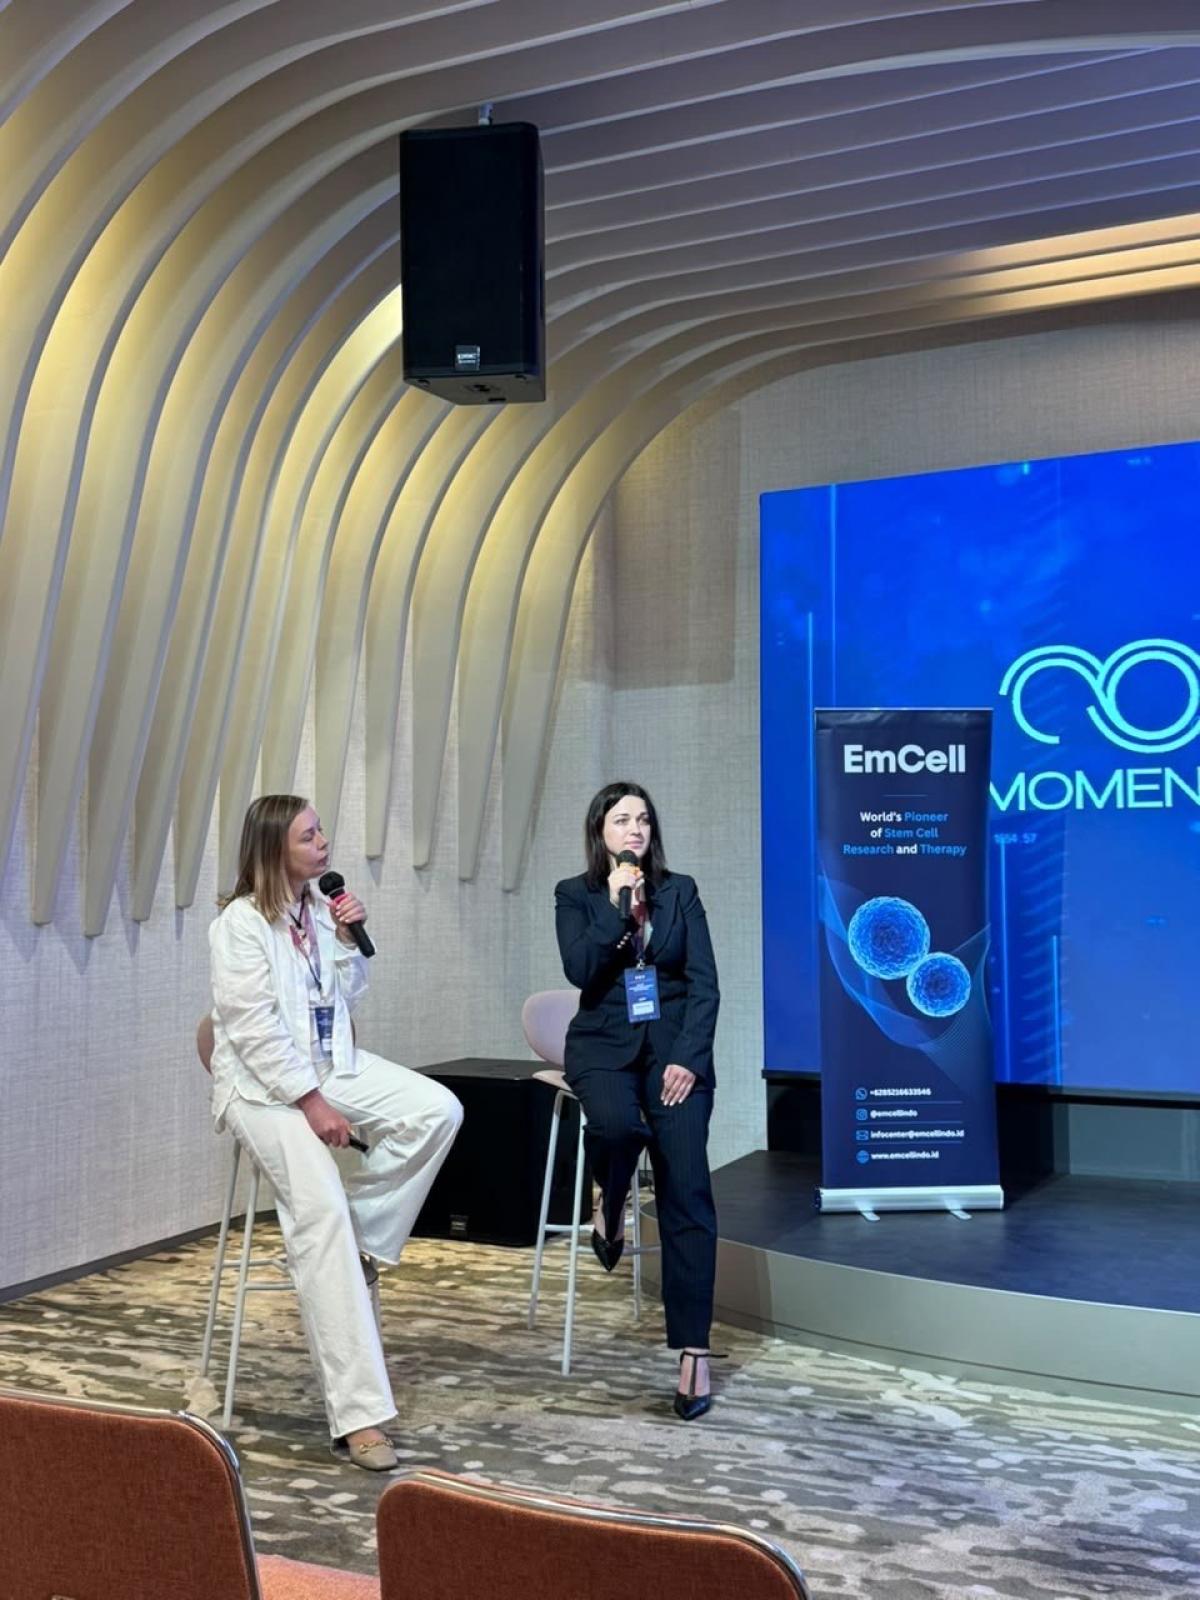 EmCell
World's Pioneer
of Stem Cell
Research and Therapy
+6285216633546
@emcellindo
infocenter@emcellindo.id
www.emcellindo.id
MOMEN